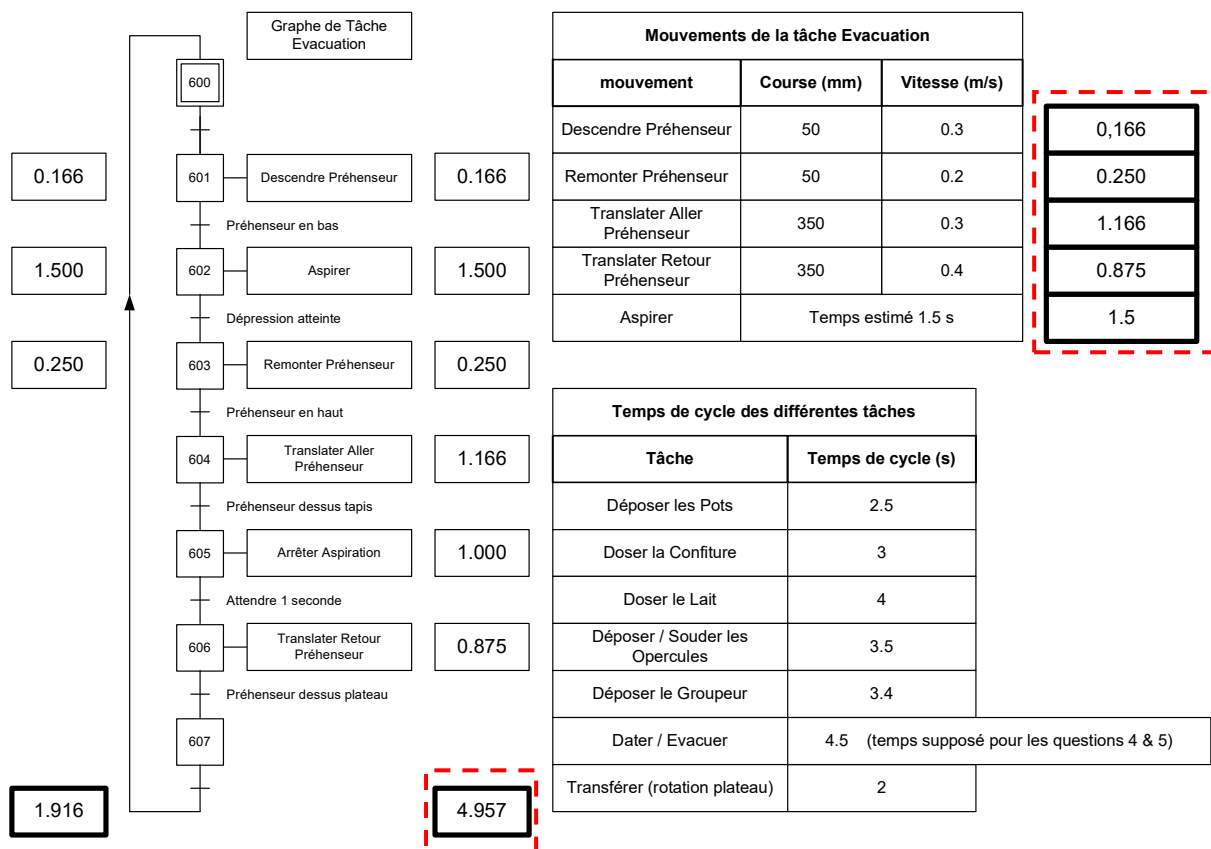 Graphe de Tâche
Evacuation
600
0.166
601
Descendre Préhenseur
0.166
Préhenseur en bas
1.500
602
Aspirer
1.500
Dépression atteinte
0.250
603
Remonter Préhenseur
0.250
Préhenseur en haut
604
Translater Aller
Préhenseur
1.166
Préhenseur dessus tapis
605
Arrêter Aspiration
1.000
Attendre 1 seconde
606
Translater Retour
Préhenseur
0.875
Préhenseur dessus plateau
607
1.916
4.957
Mouvements de la tâche Evacuation
mouvement Course (mm) Vitesse (m/s)
Descendre Préhenseur 50 0.3 0,166
Remonter Préhenseur 50 0.2 0.250
Translater Aller
Préhenseur 350 0.3 1.166
Translater Retour
Préhenseur 350 0.4 0.875
Aspirer Temps estimé 1.5 s 1.5
Temps de cycle des différentes tâches
Tâche Temps de cycle (s)
Déposer les Pots 2.5
Doser la Confiture 3
Doser le Lait 4
Déposer / Souder les
Opercules 3.5
Déposer le Groupeur 3.4
Dater / Evacuer 4.5 (temps supposé pour les questions 4 & 5)
Transférer (rotation plateau) 2